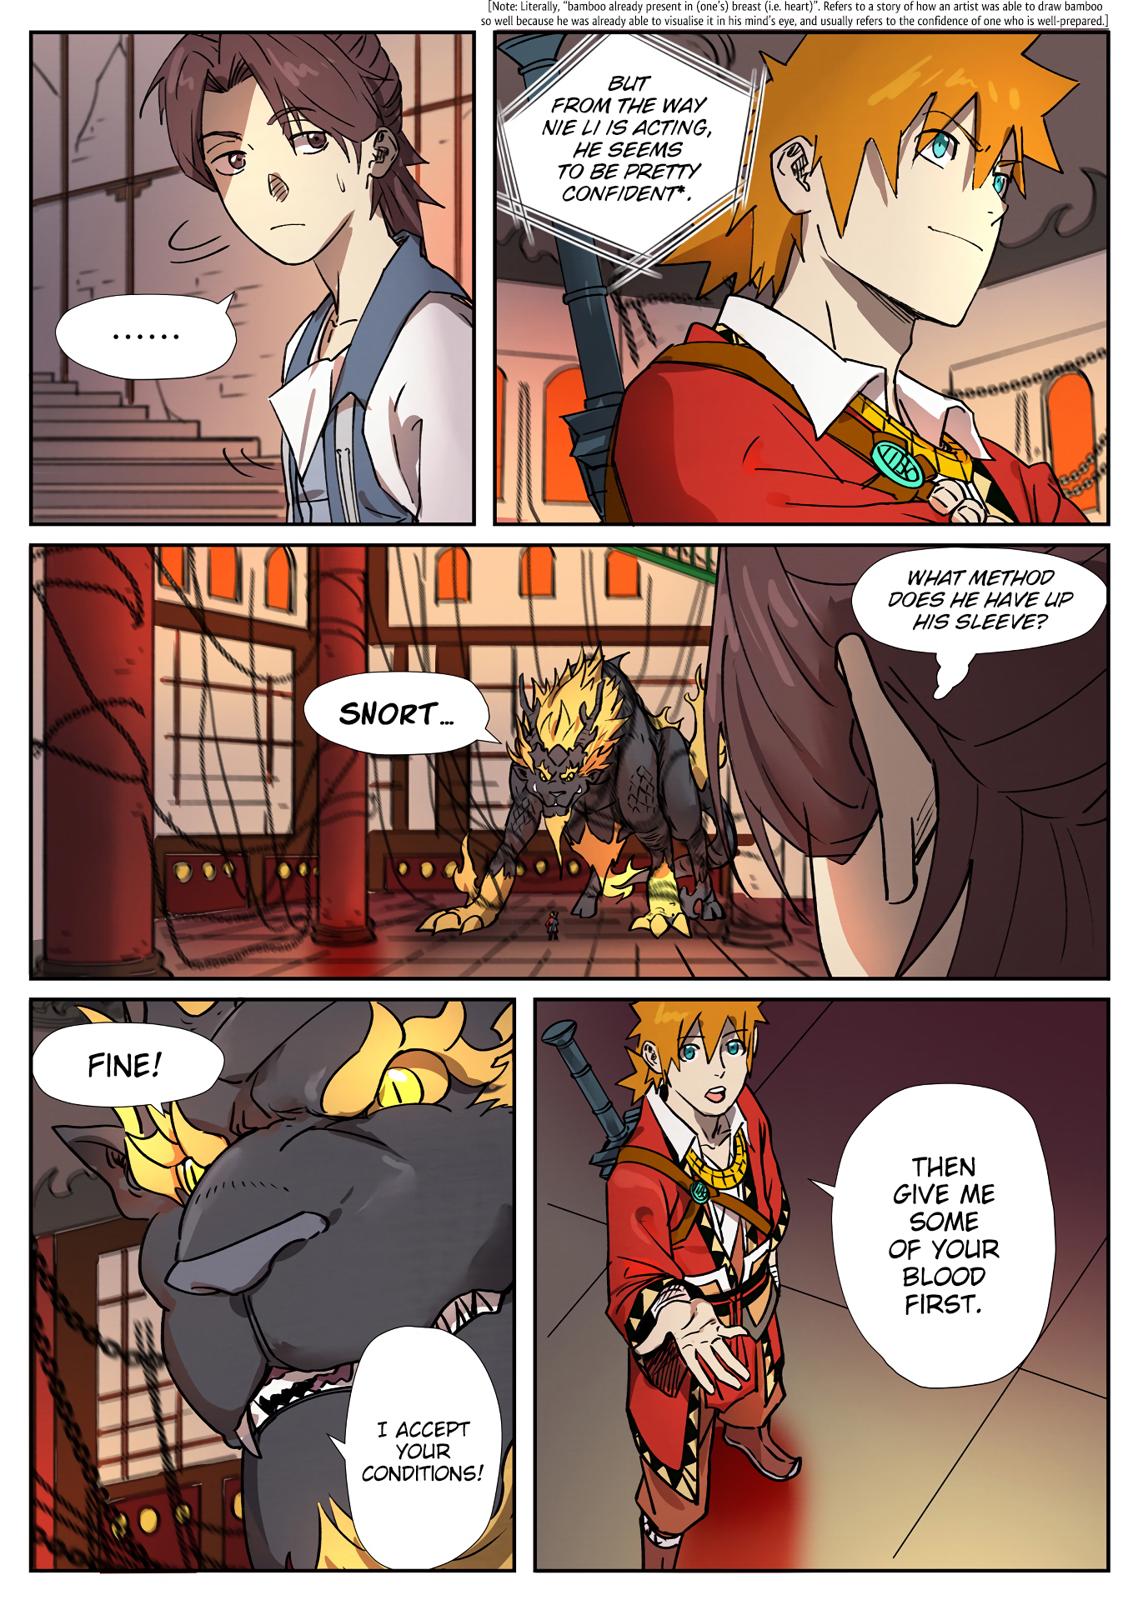 [Note: Literally, “bamboo already present in (one’s) breast (i.e. heart)”. Refers to a story of how an artist was able to draw bamboo
so well because he was already able to visualise it in his mind’s eye, and usually refers to the confidence of one who is well-prepared.]
......
BUT
FROM THE WAY
NIE LI IS ACTING,
HE SEEMS
TO BE PRETTY
CONFIDENT*.
WHAT METHOD
DOES HE HAVE UP
HIS SLEEVE?
SNORT...
FINE!
I ACCEPT
YOUR
CONDITIONS!
THEN
GIVE ME
SOME
OF YOUR
BLOOD
FIRST.